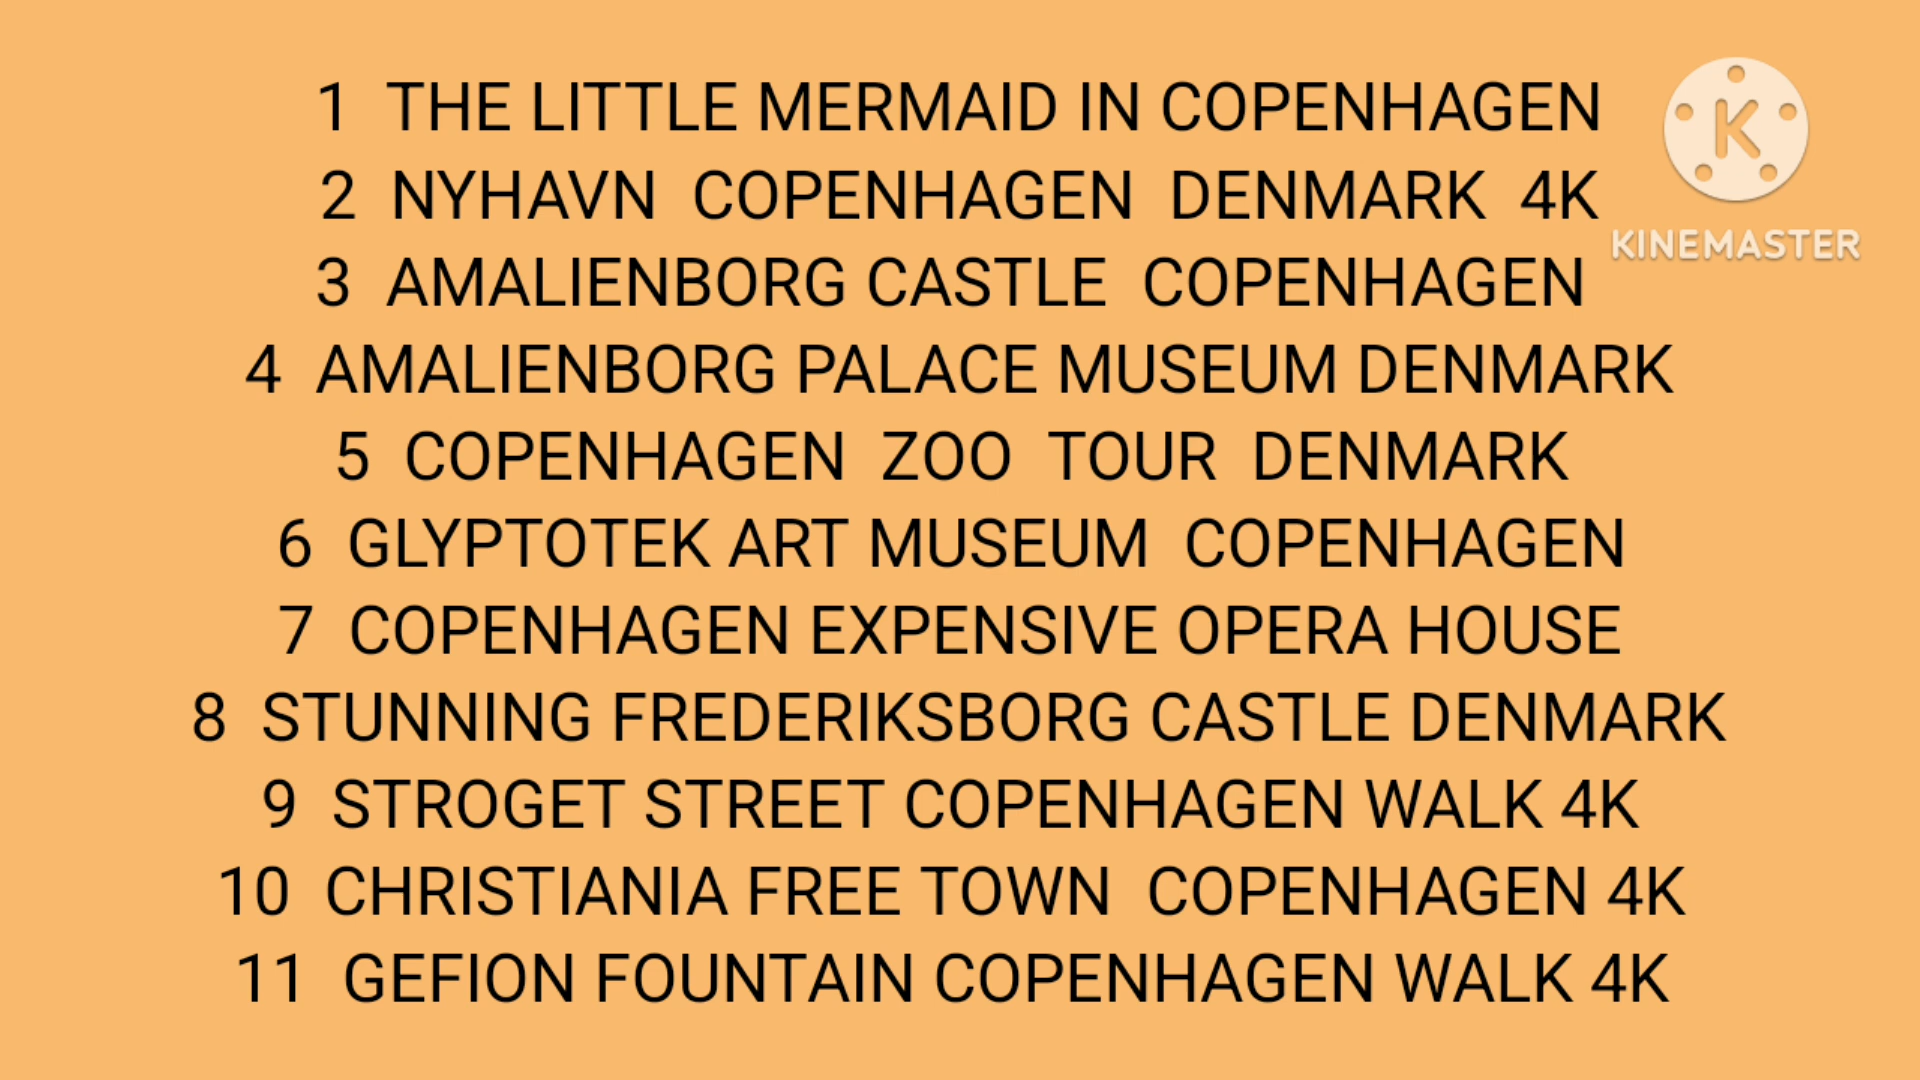 1 THE LITTLE MERMAID IN COPENHAGEN
2 NYHAVN COPENHAGEN DENMARK 4K
3 AMALIENBORG CASTLE COPENHAGEN
4 AMALIENBORG PALACE MUSEUM DENMARK
5 COPENHAGEN ZOO TOUR DENMARK
6 GLYPTOTEK ART MUSEUM COPENHAGEN
7 COPENHAGEN EXPENSIVE OPERA HOUSE
8 STUNNING FREDERIKSBORG CASTLE DENMARK
9 STROGET STREET COPENHAGEN WALK 4K
10 CHRISTIANIA FREE TOWN COPENHAGEN 4K
11 GEFION FOUNTAIN COPENHAGEN WALK 4K
K
KINEMASTER